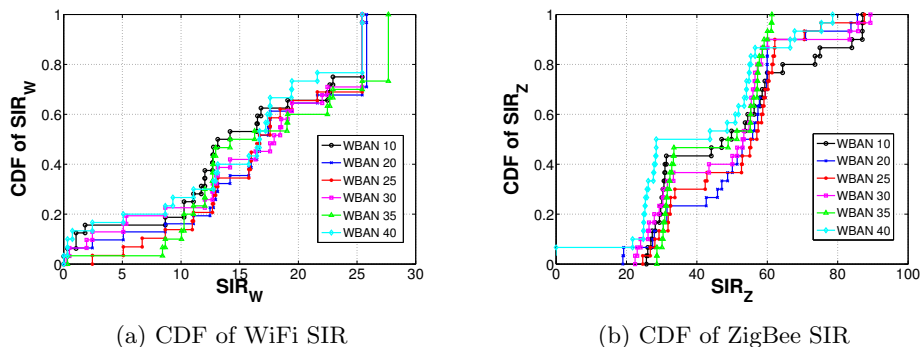 1
0.8
0.6
0.4
0.2
0
CDF of SIR_W
0 5 10 15 20 25 30
SIR_W
WBAN 10
WBAN 20
WBAN 25
WBAN 30
WBAN 35
WBAN 40
(a) CDF of WiFi SIR
1
0.8
0.6
0.4
0.2
0
CDF of SIR_Z
0 20 40 60 80 100
SIR_Z
WBAN 10
WBAN 20
WBAN 25
WBAN 30
WBAN 35
WBAN 40
(b) CDF of ZigBee SIR